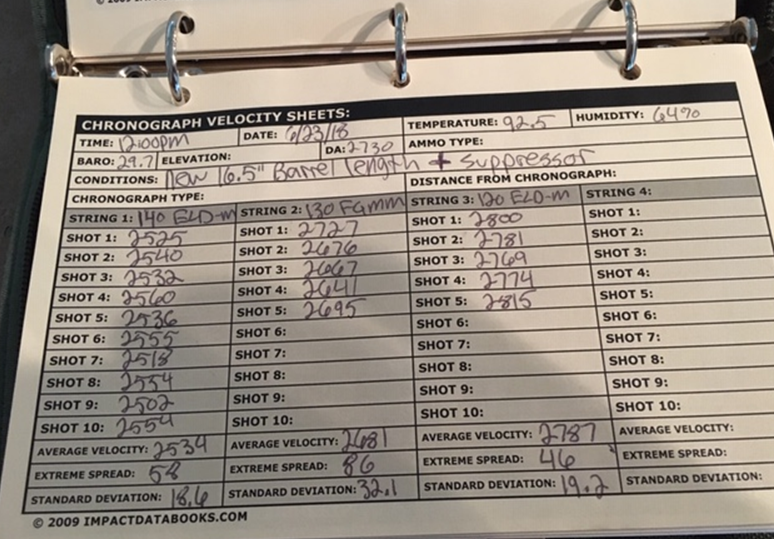 CHRONOGRAPH VELOCITY SHEETS:
TIME: 12:00pm DATE: 6/23/18 TEMPERATURE: 92.5 HUMIDITY: 64%
BARO: 29.7 ELEVATION: DA: 2730 AMMO TYPE:
CONDITIONS: New 16.5" Barrel length + Suppressor
CHRONOGRAPH TYPE: DISTANCE FROM CHRONOGRAPH:
STRING 1: 140 ELD-M STRING 2: 130 FGMM STRING 3: 120 ELD-M STRING 4:
SHOT 1: 2525 SHOT 1: 2727 SHOT 1: 2800 SHOT 1:
SHOT 2: 2540 SHOT 2: 2676 SHOT 2: 2781 SHOT 2:
SHOT 3: 2532 SHOT 3: 2667 SHOT 3: 2769 SHOT 3:
SHOT 4: 2560 SHOT 4: 2641 SHOT 4: 2774 SHOT 4:
SHOT 5: 2536 SHOT 5: 2695 SHOT 5: 2815 SHOT 5:
SHOT 6: 2555 SHOT 6: SHOT 6: SHOT 6:
SHOT 7: 2518 SHOT 7: SHOT 7: SHOT 7:
SHOT 8: 2554 SHOT 8: SHOT 8: SHOT 8:
SHOT 9: 2502 SHOT 9: SHOT 9: SHOT 9:
SHOT 10: 2554 SHOT 10: SHOT 10: SHOT 10:
AVERAGE VELOCITY: 2534 AVERAGE VELOCITY: 2681 AVERAGE VELOCITY: 2787 AVERAGE VELOCITY:
EXTREME SPREAD: 58 EXTREME SPREAD: 86 EXTREME SPREAD: 46 EXTREME SPREAD:
STANDARD DEVIATION: 18.6 STANDARD DEVIATION: 32.1 STANDARD DEVIATION: 19.2 STANDARD DEVIATION:
© 2009 IMPACTDATABOOKS.COM